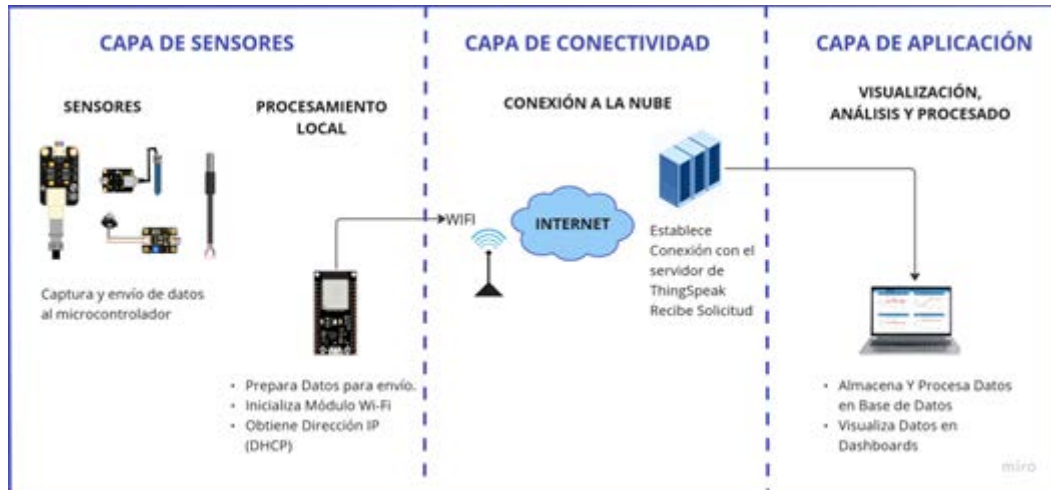 CAPA DE SENSORES
SENSORES
PROCESAMIENTO
LOCAL
Captura y envío de datos
al microcontrolador
• Prepara Datos para envío.
• Inicializa Módulo Wi-Fi
• Obtiene Dirección IP
(DHCP)
CAPA DE CONECTIVIDAD
CONEXIÓN A LA NUBE
WIFI
INTERNET
Establece
Conexión con el
servidor de
ThingSpeak
Recibe Solicitud
CAPA DE APLICACIÓN
VISUALIZACIÓN,
ANÁLISIS Y PROCESADO
• Almacena Y Procesa Datos
en Base de Datos
• Visualiza Datos en
Dashboards
miro